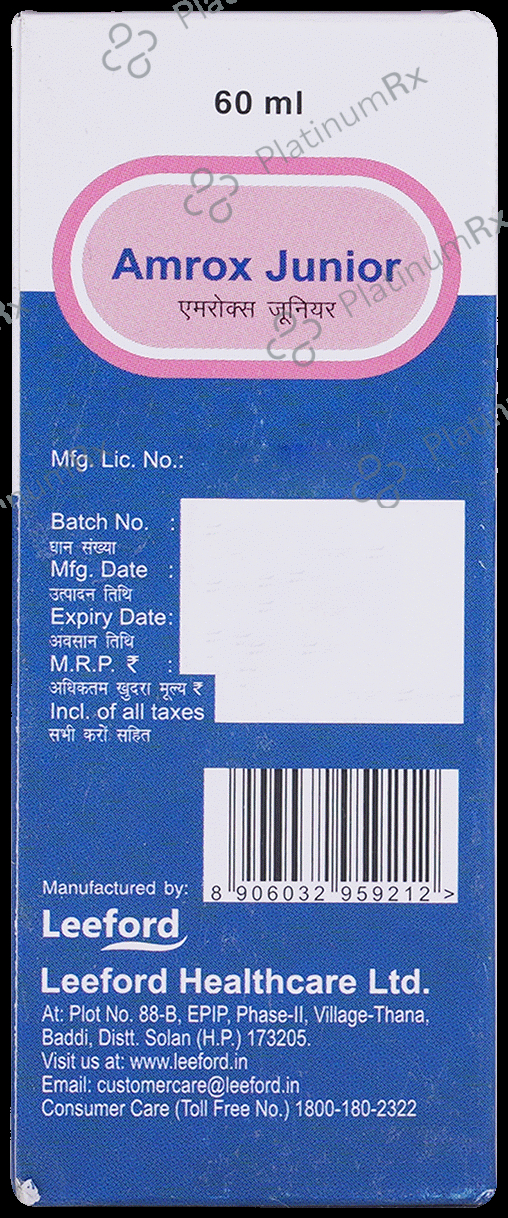 60 ml
PlatinumRx
Amrox Junior
एमरोक्स जूनियर
PlatinumRx
Mfg. Lic. No.:
Batch No. :
घान संख्या
Mfg. Date :
उत्पादन तिथि
Expiry Date:
अवसान तिथि
M.R.P. ₹ :
अधिकतम खुदरा मूल्य ₹
Incl. of all taxes
सभी करों सहित
8 906032 959212 >
Manufactured by:
Leeford
Leeford Healthcare Ltd.
At: Plot No. 88-B, EPIP, Phase-II, Village-Thana,
Baddi, Distt. Solan (H.P.) 173205.
Visit us at: www.leeford.in
Email: customercare@leeford.in
Consumer Care (Toll Free No.) 1800-180-2322